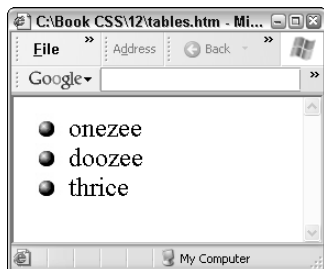 C:\Book CSS\12\tables.htm - Mi...
File » Address Back »
Google »
onezee
doozee
thrice
My Computer